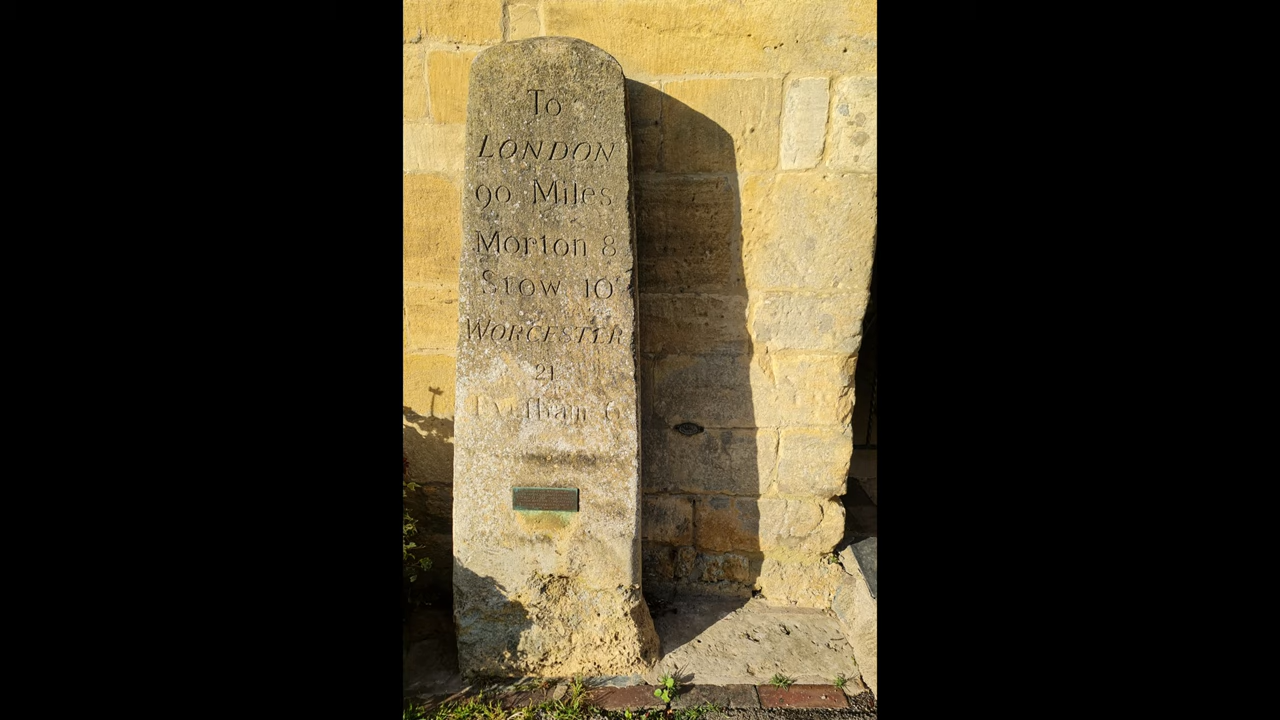 To
LONDON
90 Miles
Morton 8
Stow 10
WORCESTER
21
Evesham 6